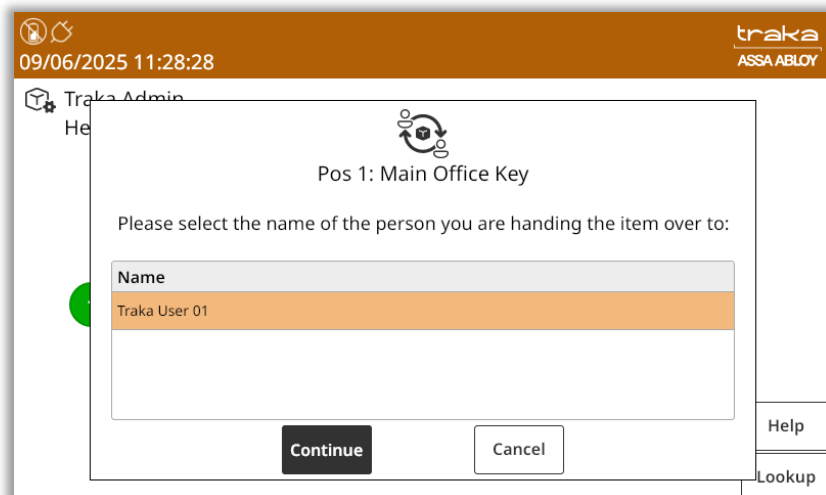 traka
09/06/2025 11:28:28
ASSA ABLOY
Traka Admin
He
Pos 1: Main Office Key
Please select the name of the person you are handing the item over to:
Name
Traka User 01
Continue
Cancel
Help
Lookup